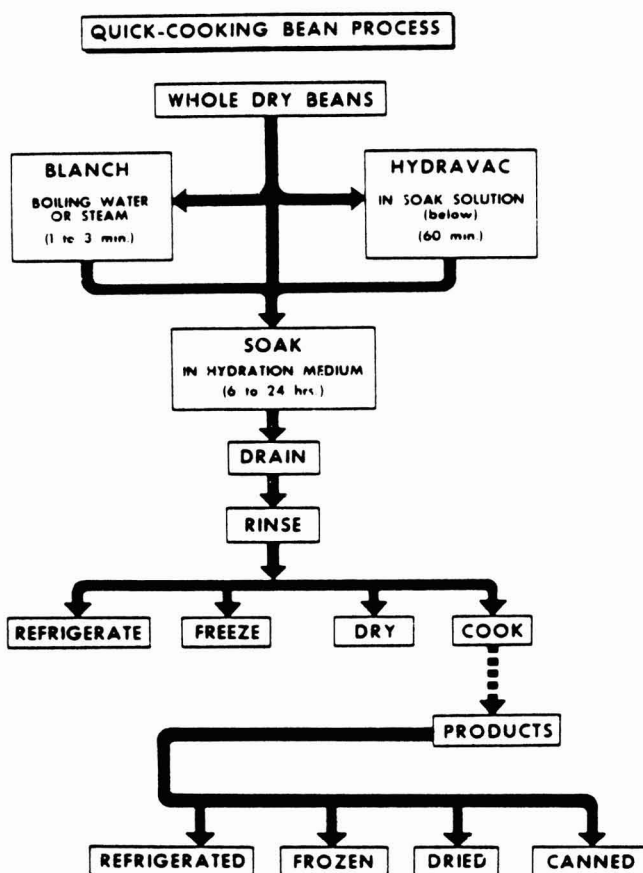 QUICK-COOKING BEAN PROCESS
WHOLE DRY BEANS
BLANCH
BOILING WATER
OR STEAM
(1 to 3 min.)
HYDRAVAC
IN SOAK SOLUTION
(below)
(60 min.)
SOAK
IN HYDRATION MEDIUM
(6 to 24 hrs.)
DRAIN
RINSE
REFRIGERATE
FREEZE
DRY
COOK
PRODUCTS
REFRIGERATED
FROZEN
DRIED
CANNED